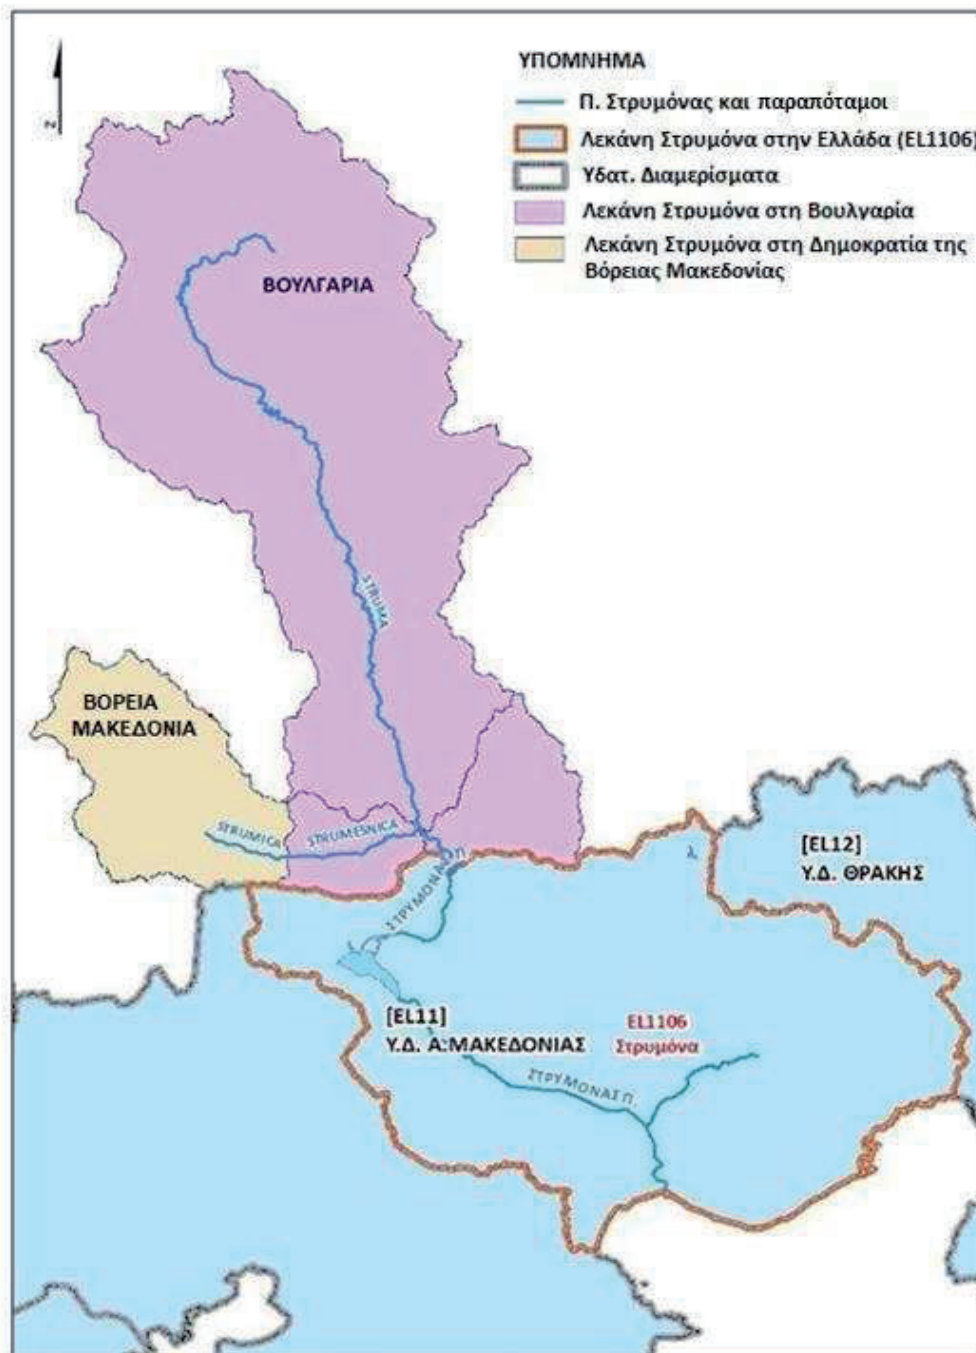 ΥΠΟΜΝΗΜΑ
Π. Στρυμόνας και παραπόταμοι
Λεκάνη Στρυμόνα στην Ελλάδα (EL1106)
Υδατ. Διαμερίσματα
Λεκάνη Στρυμόνα στη Βουλγαρία
Λεκάνη Στρυμόνα στη Δημοκρατία της
Βόρειας Μακεδονίας
z
ΒΟΥΛΓΑΡΙΑ
STRUMA
ΒΟΡΕΙΑ
ΜΑΚΕΔΟΝΙΑ
STRUMICA
STRUMESNICA
ΣΤΡΥΜΟΝΑΣ Π.
λ.
[EL12]
Υ.Δ. ΘΡΑΚΗΣ
[EL11]
Υ.Δ. Α.ΜΑΚΕΔΟΝΙΑΣ
EL1106
Στρυμόνα
ΣΤΡΥΜΟΝΑΣ Π.